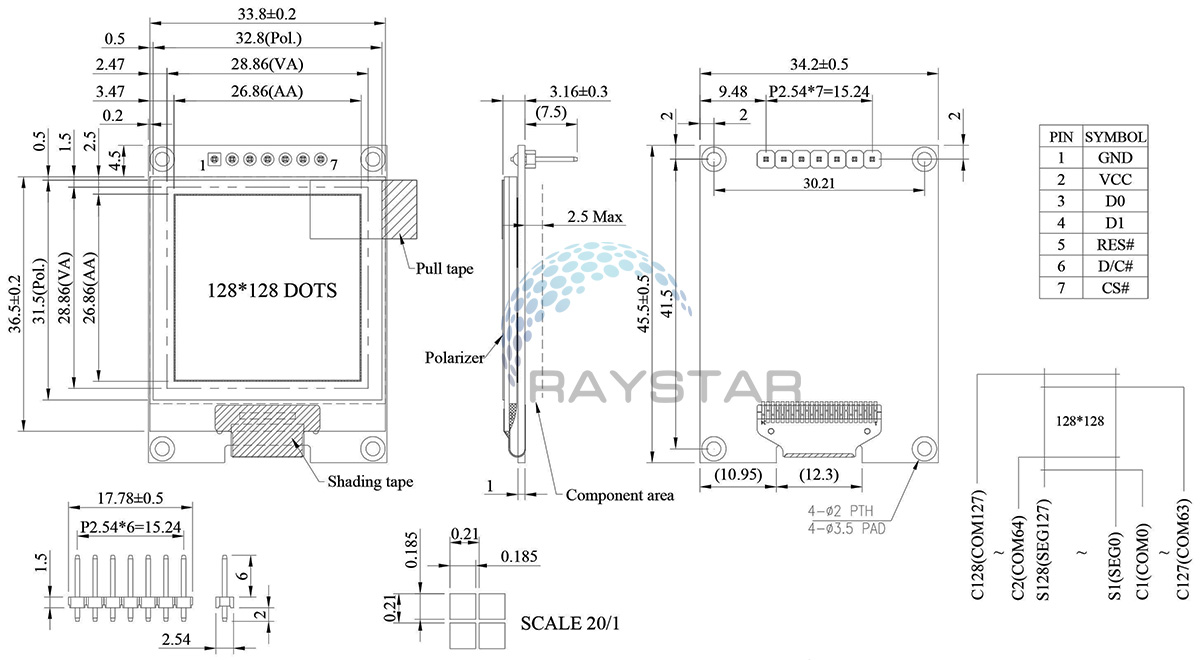 33.8±0.2
0.5
32.8(Pol.)
2.47
28.86(VA)
3.47
26.86(AA)
0.2
0.5
1.5
2.5
4.5
1
7
36.5±0.2
31.5(Pol.)
28.86(VA)
26.86(AA)
128*128 DOTS
Pull tape
Polarizer
Shading tape
3.16±0.3
(7.5)
2.5 Max
1
Component area
34.2±0.5
9.48
P2.54*7=15.24
2
2
2
30.21
45.5±0.5
41.5
(10.95)
(12.3)
4-ø2 PTH
4-ø3.5 PAD
RAYSTAR
PIN SYMBOL
1 GND
2 VCC
3 D0
4 D1
5 RES#
6 D/C#
7 CS#
128*128
C128(COM127)
~
C2(COM64)
S128(SEG127)
~
S1(SEG0)
C1(COM0)
~
C127(COM63)
17.78±0.5
P2.54*6=15.24
1.5
6
2
2.54
0.21
0.185
0.185
0.21
SCALE 20/1